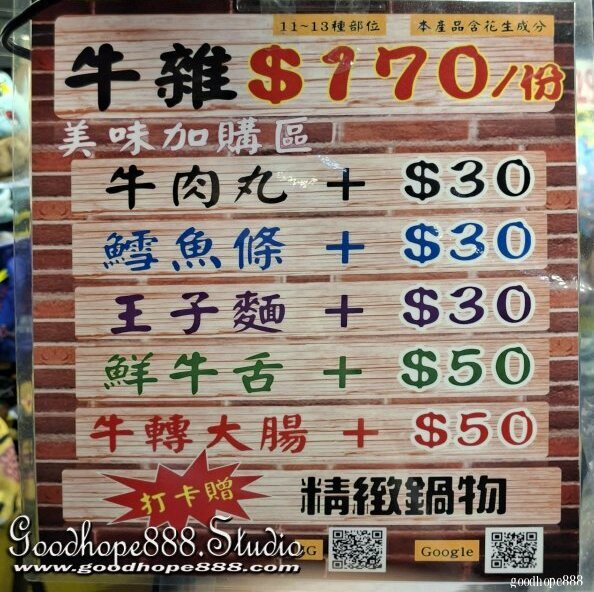 11~13種部位 本產品含花生成分
牛雜$170/份
美味加購區
牛肉丸 + $30
鱈魚條 + $30
王子麵 + $30
鮮牛舌 + $50
牛轉大腸 + $50
打卡贈 精緻鍋物
G Google
Goodhope888.Studio
www.goodhope888.com
goodhope888